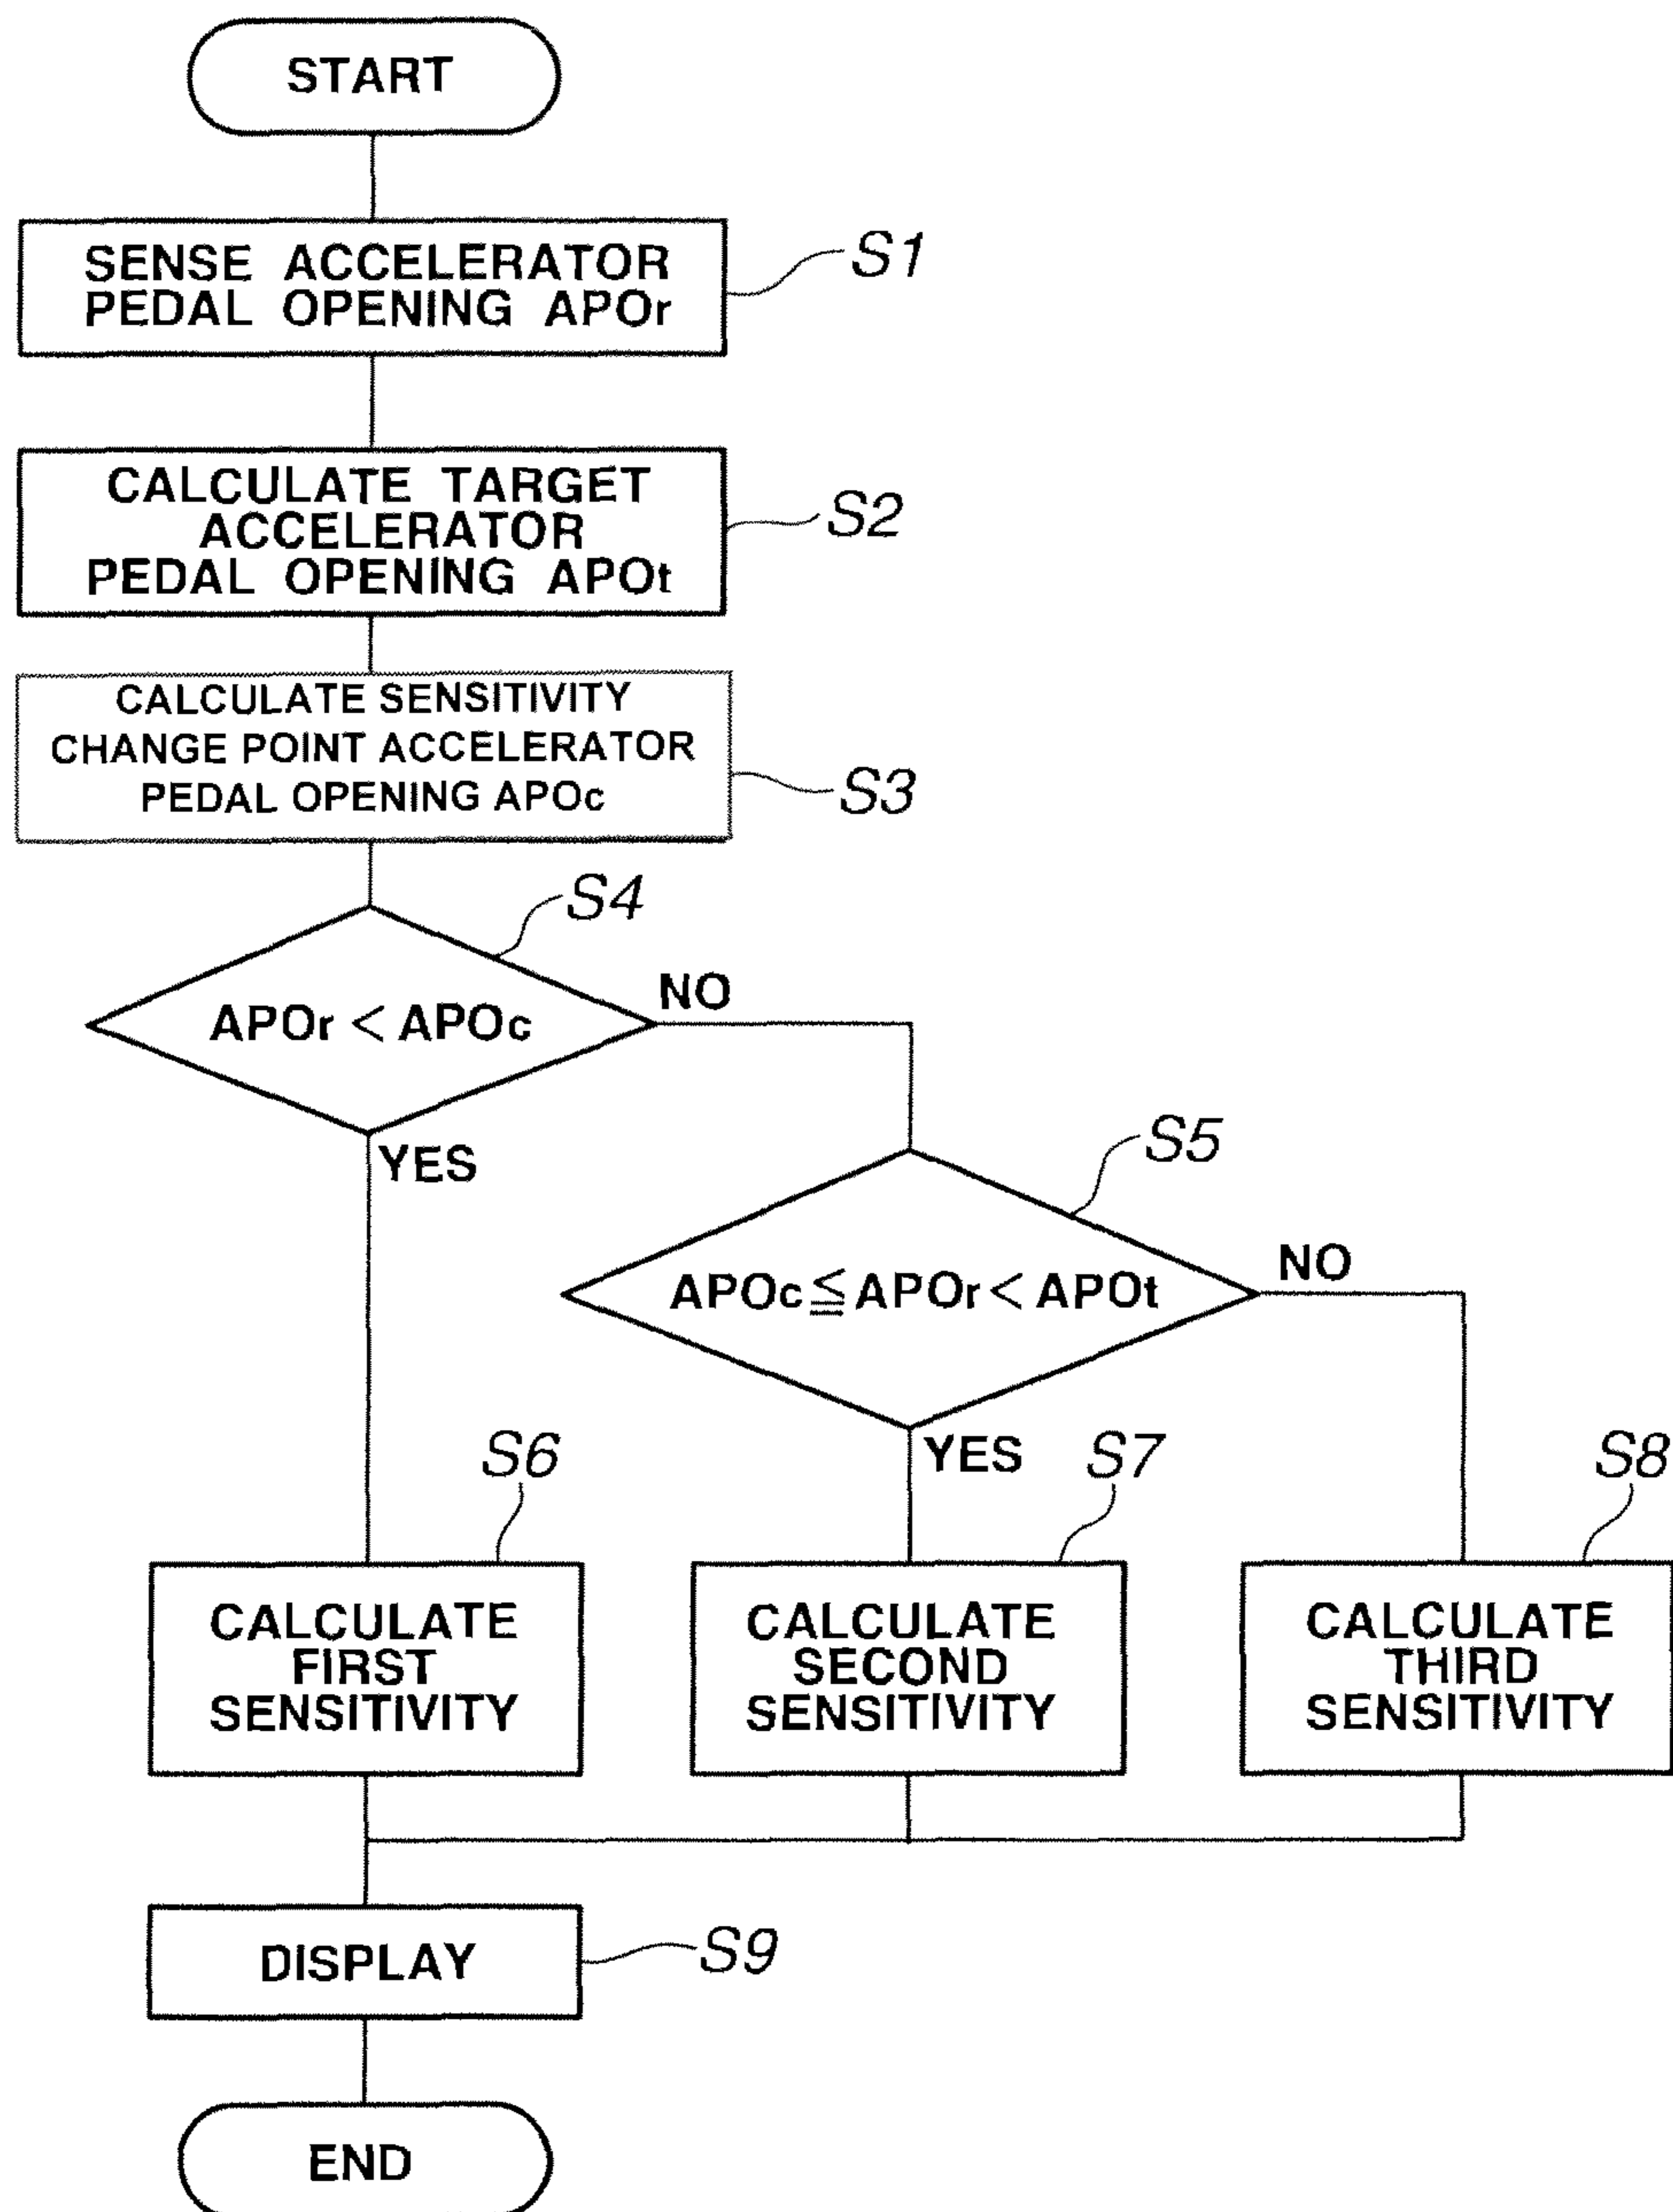 START
SENSE ACCELERATOR
PEDAL OPENING APOr
S1
CALCULATE TARGET
ACCELERATOR
PEDAL OPENING APOt
S2
CALCULATE SENSITIVITY
CHANGE POINT ACCELERATOR
PEDAL OPENING APOc
S3
S4
APOr < APOc
NO
YES
S5
APOc ≦ APOr < APOt
NO
YES
S6
CALCULATE
FIRST
SENSITIVITY
S7
CALCULATE
SECOND
SENSITIVITY
S8
CALCULATE
THIRD
SENSITIVITY
DISPLAY
S9
END